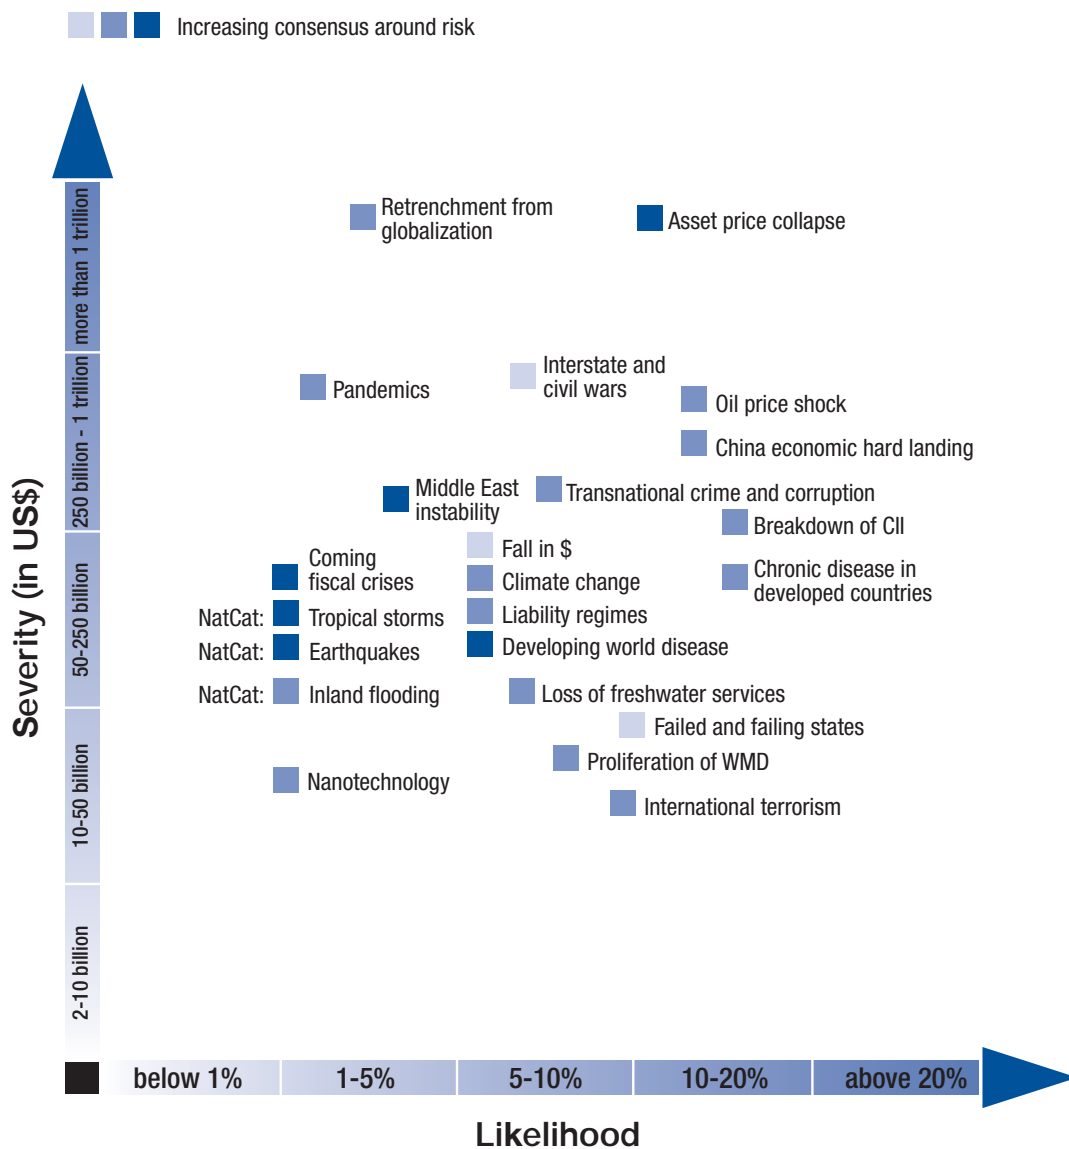 Increasing consensus around risk
Severity (in US$)
more than 1 trillion
250 billion - 1 trillion
50-250 billion
10-50 billion
2-10 billion
Retrenchment from
globalization
Asset price collapse
Pandemics
Interstate and
civil wars
Oil price shock
China economic hard landing
Middle East
instability
Transnational crime and corruption
Breakdown of CII
Fall in $
Coming
fiscal crises
Climate change
Chronic disease in
developed countries
NatCat: Tropical storms
Liability regimes
NatCat: Earthquakes
Developing world disease
NatCat: Inland flooding
Loss of freshwater services
Failed and failing states
Proliferation of WMD
Nanotechnology
International terrorism
below 1% 1-5% 5-10% 10-20% above 20%
Likelihood